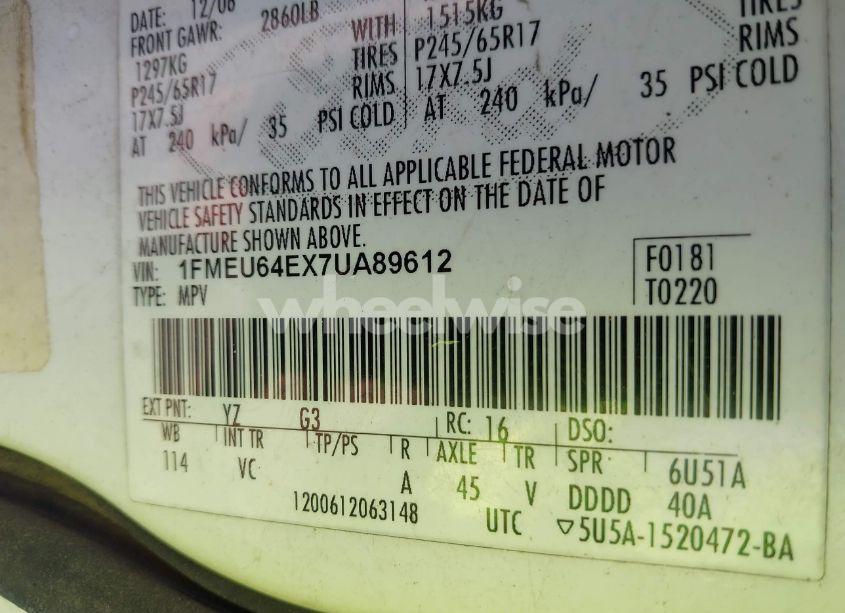 DATE: 12/06
FRONT GAWR: 2860LB
1297KG WITH 1515KG
P245/65R17 TIRES P245/65R17 TIRES
17X7.5J RIMS 17X7.5J RIMS
AT 240 kPa/ 35 PSI COLD AT 240 kPa/ 35 PSI COLD
THIS VEHICLE CONFORMS TO ALL APPLICABLE FEDERAL MOTOR
VEHICLE SAFETY STANDARDS IN EFFECT ON THE DATE OF
MANUFACTURE SHOWN ABOVE.
VIN: 1FMEU64EX7UA89612 F0181
TYPE: MPV T0220
wheelwise
EXT PNT: YZ G3 RC: 16 DSO:
WB INT TR TP/PS R AXLE TR SPR 6U51A
114 VC A 45 V DDDD 40A
1200612063148 UTC ▽5U5A-1520472-BA